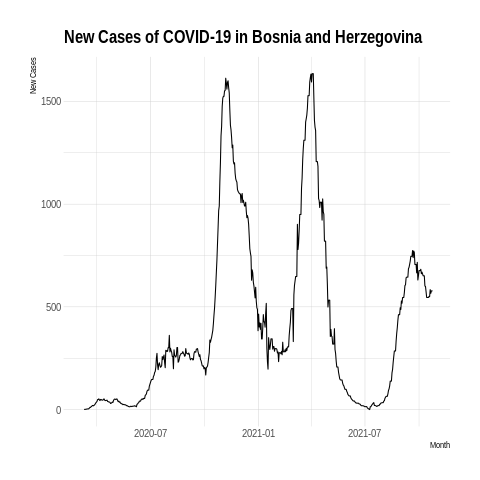 New Cases of COVID-19 in Bosnia and Herzegovina
New Cases
1500
1000
500
0
2020-07
2021-01
2021-07
Month